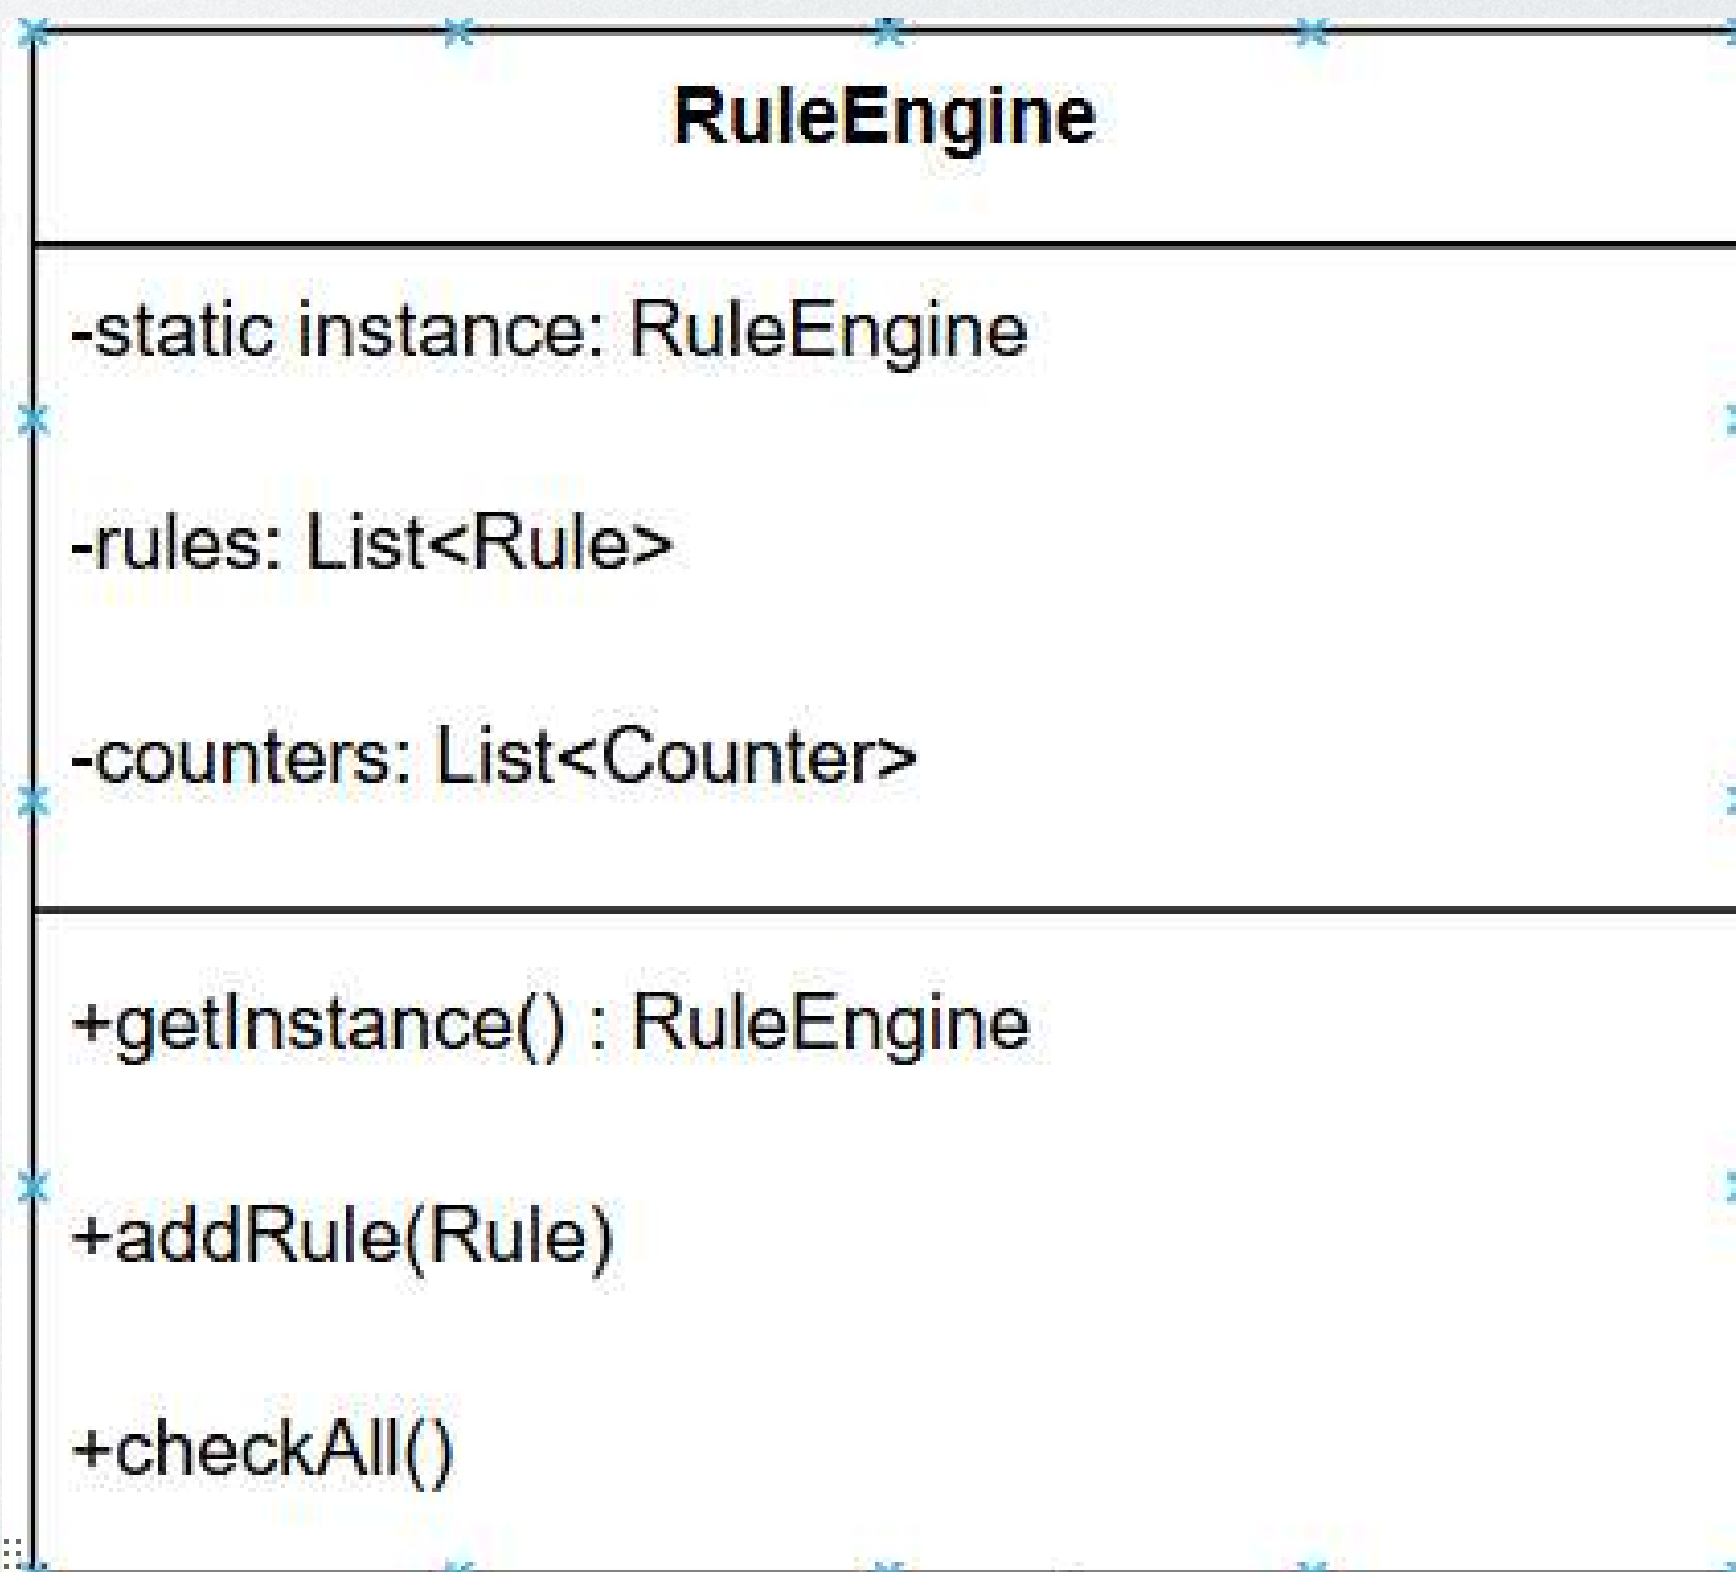 RuleEngine
-static instance: RuleEngine
-rules: List<Rule>
-counters: List<Counter>
+getInstance() : RuleEngine
+addRule(Rule)
+checkAll()